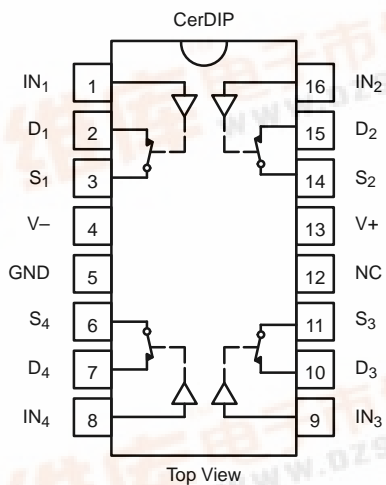 CerDIP
IN1 1 16 IN2
D1 2 15 D2
S1 3 14 S2
V– 4 13 V+
GND 5 12 NC
S4 6 11 S3
D4 7 10 D3
IN4 8 9 IN3
Top View